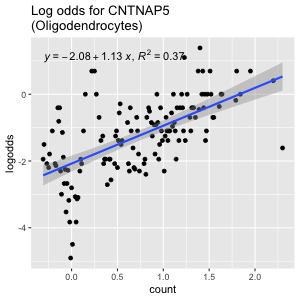 Log odds for CNTNAP5
(Oligodendrocytes)
y = −2.08 + 1.13 x, R² = 0.37
logodds
0
-2
-4
0.0 0.5 1.0 1.5 2.0
count